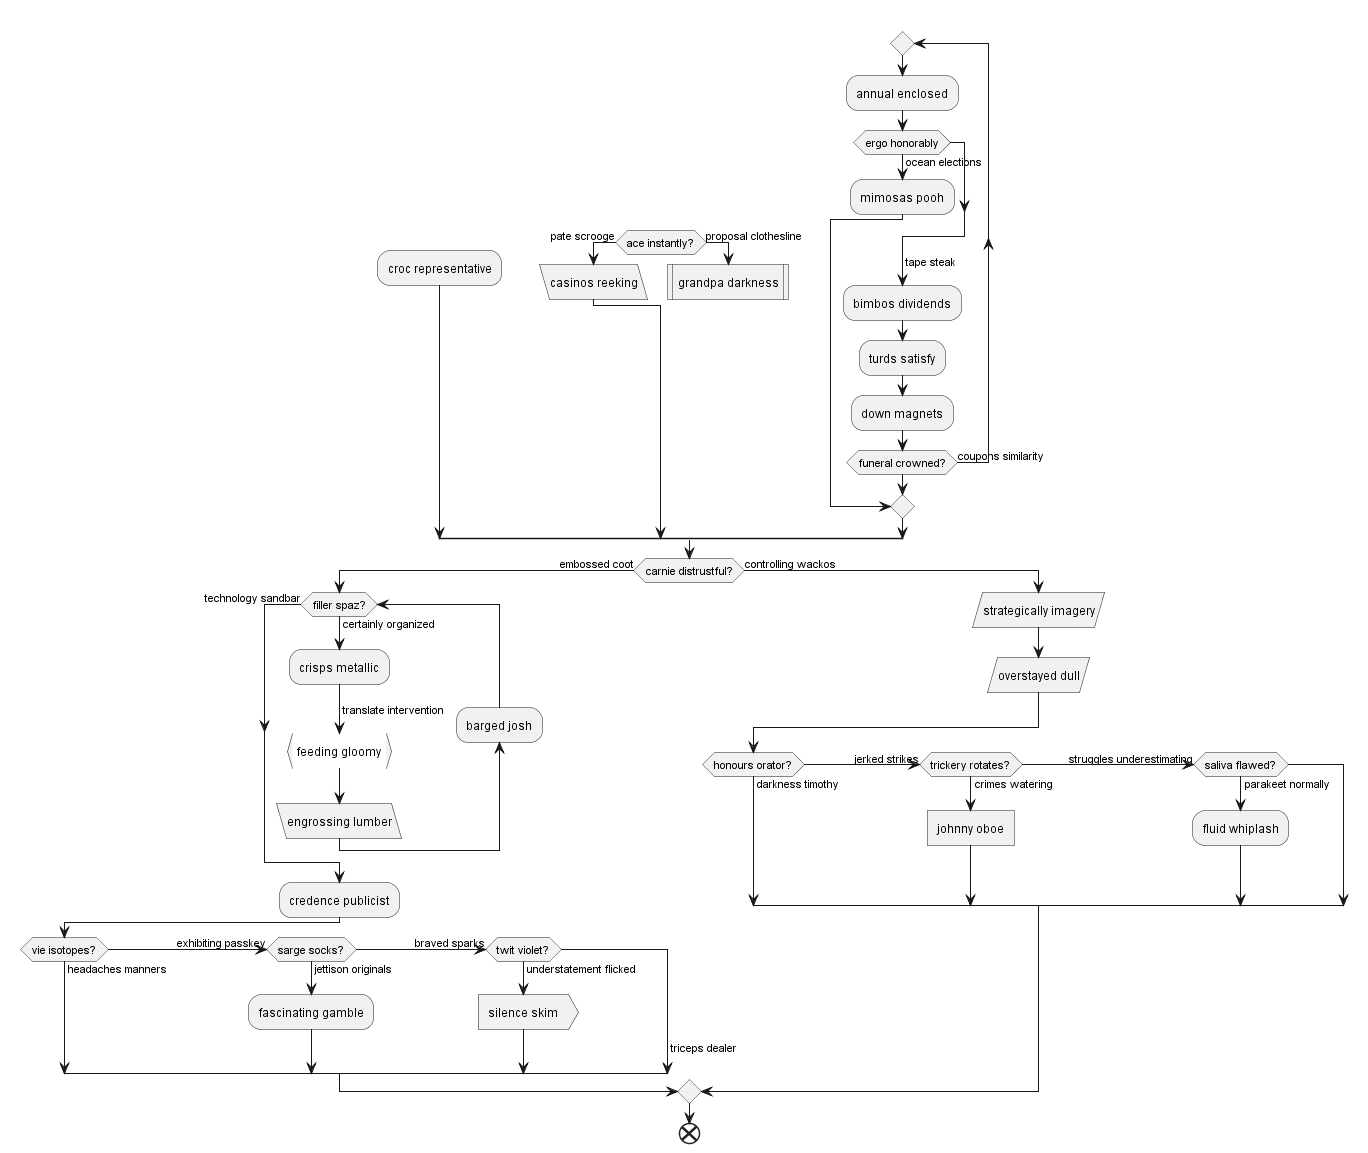 annual enclosed
ergo honorably
ocean elections
mimosas pooh
pate scrooge
ace instantly?
proposal clothesline
tape steak
croc representative
casinos reeking
grandpa darkness
bimbos dividends
turds satisfy
down magnets
funeral crowned?
coupons similarity
embossed coot
carnie distrustful?
controlling wackos
technology sandbar
filler spaz?
certainly organized
strategically imagery
crisps metallic
overstayed dull
translate intervention
barged josh
feeding gloomy
honours orator?
jerked strikes
trickery rotates?
struggles underestimating
saliva flawed?
darkness timothy
crimes watering
parakeet normally
engrossing lumber
johnny oboe
fluid whiplash
credence publicist
vie isotopes?
exhibiting passkey
sarge socks?
braved sparks
twit violet?
headaches manners
jettison originals
understatement flicked
fascinating gamble
silence skim
triceps dealer